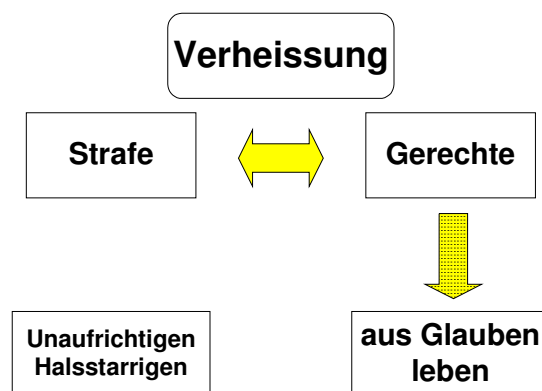 Verheissung
Strafe
Gerechte
Unaufrichtigen
Halsstarrigen
aus Glauben
leben